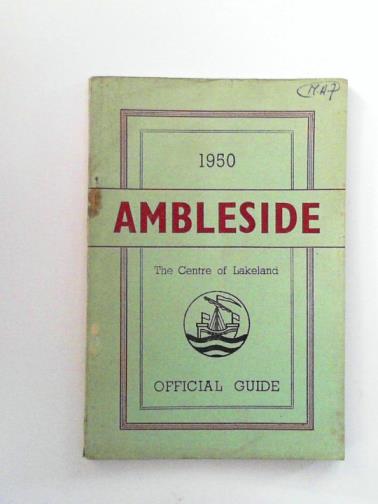 1950
AMBLESIDE
The Centre of Lakeland
OFFICIAL GUIDE